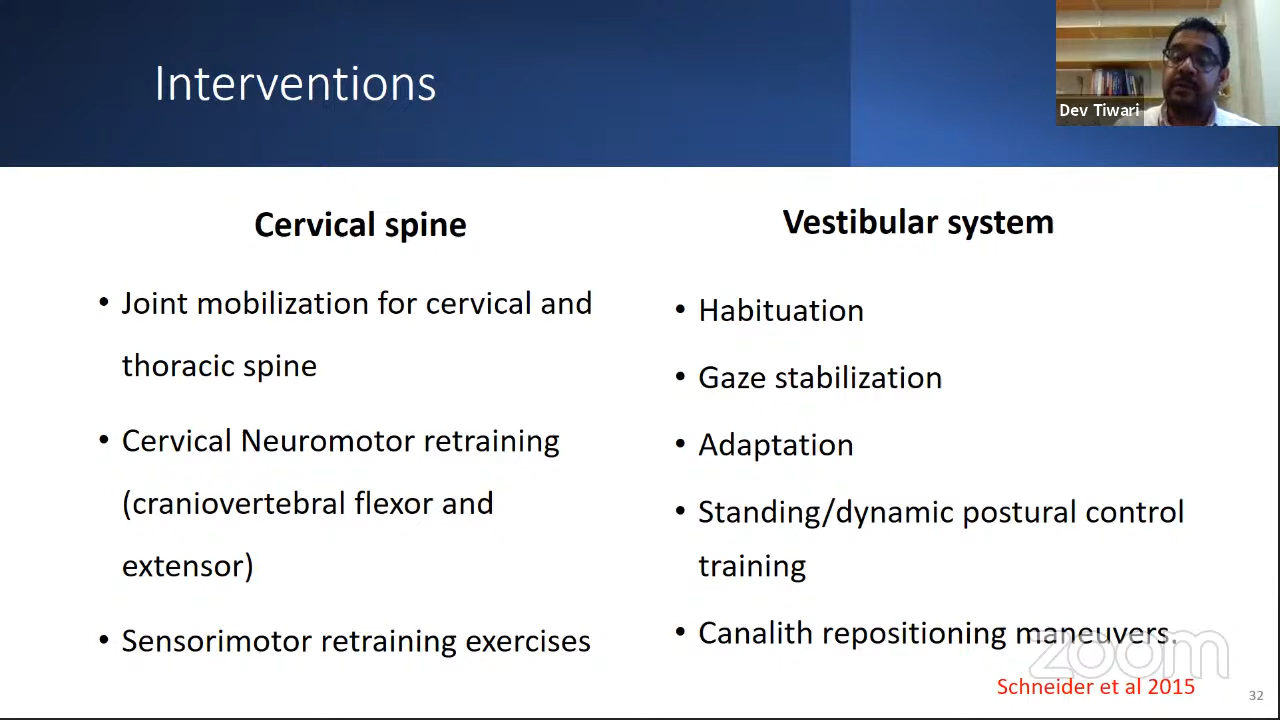 Interventions
Dev Tiwari
Cervical spine
• Joint mobilization for cervical and
thoracic spine
• Cervical Neuromotor retraining
(craniovertebral flexor and
extensor)
• Sensorimotor retraining exercises
Vestibular system
• Habituation
• Gaze stabilization
• Adaptation
• Standing/dynamic postural control
training
• Canalith repositioning maneuvers.
zoom
Schneider et al 2015
32